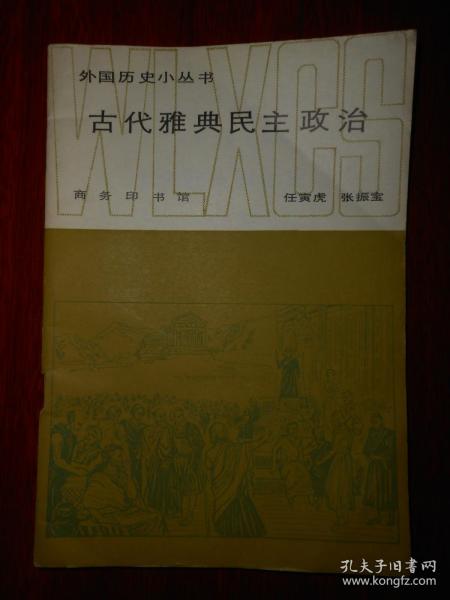 WLXCS
外国历史小丛书
古代雅典民主政治
商务印书馆 任寅虎 张振宝
孔夫子旧书网
www.kongfz.com